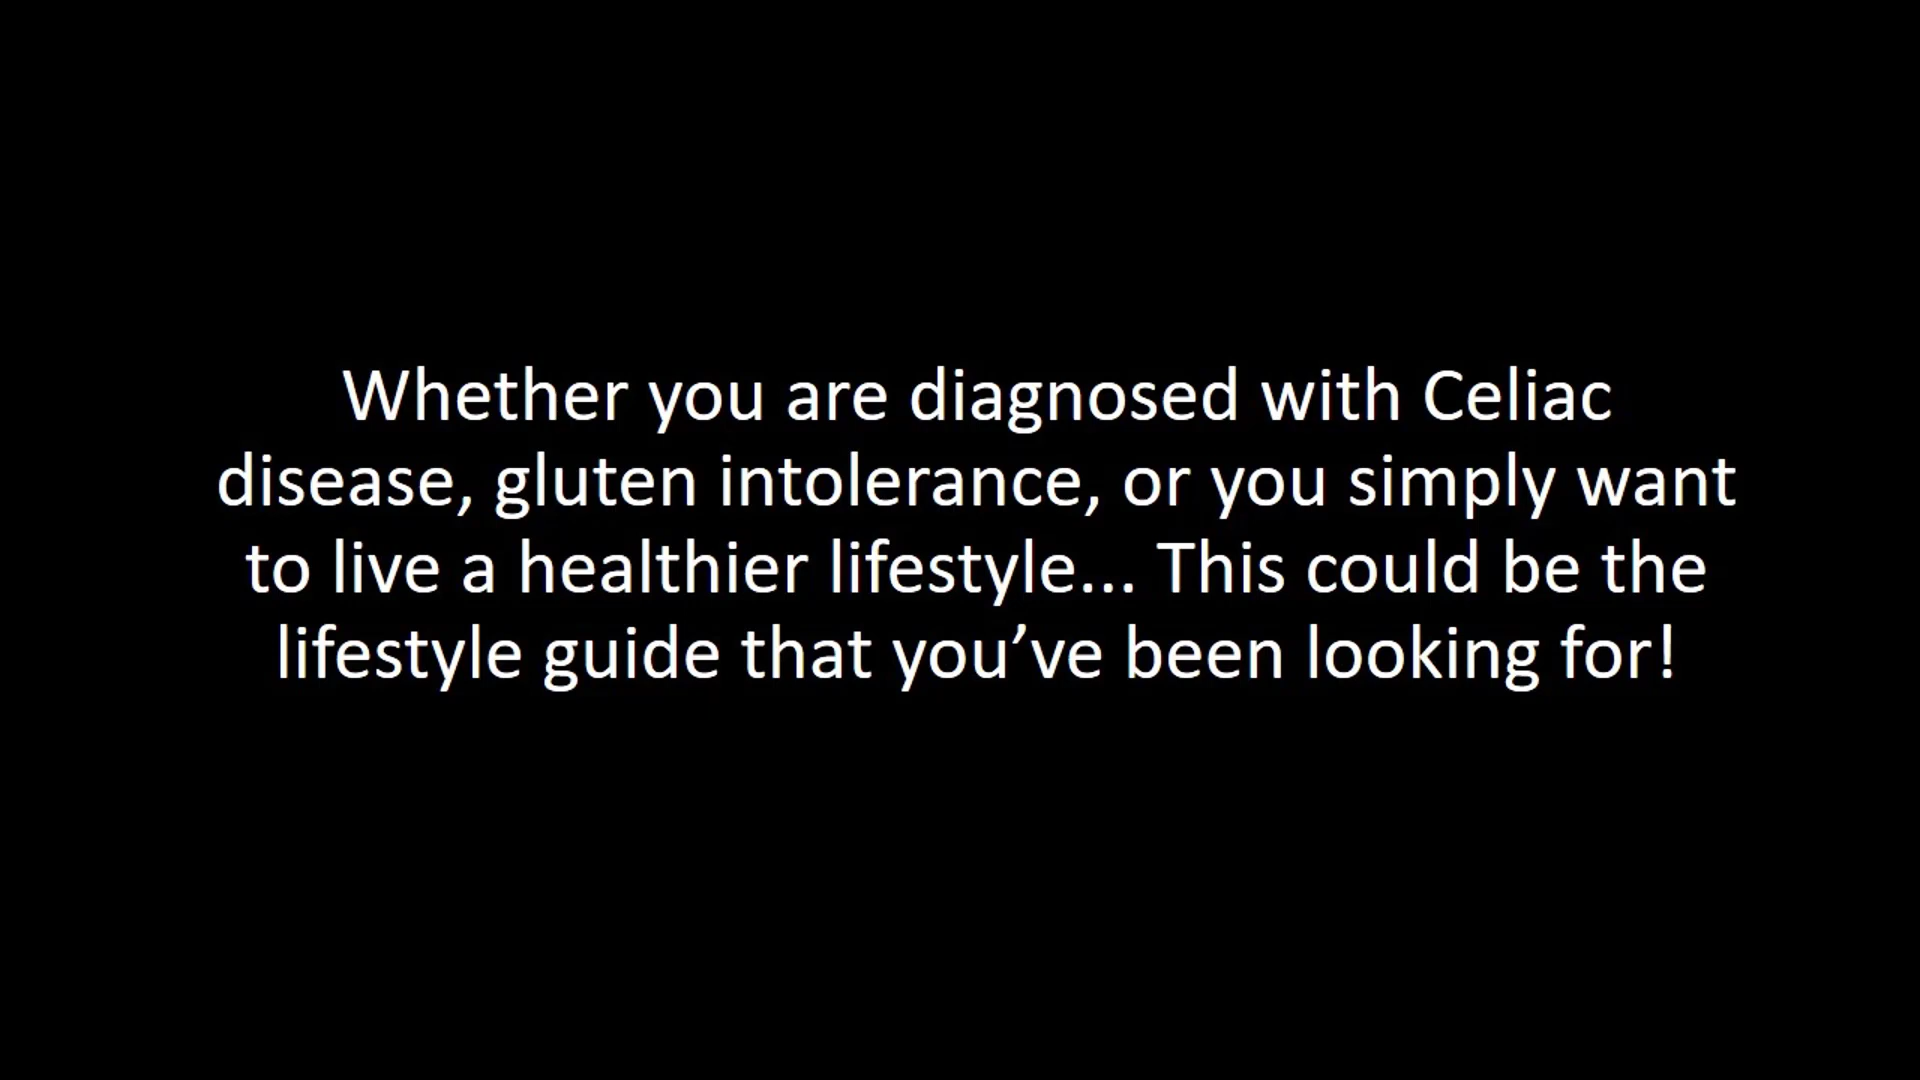 Whether you are diagnosed with Celiac
disease, gluten intolerance, or you simply want
to live a healthier lifestyle... This could be the
lifestyle guide that you’ve been looking for!